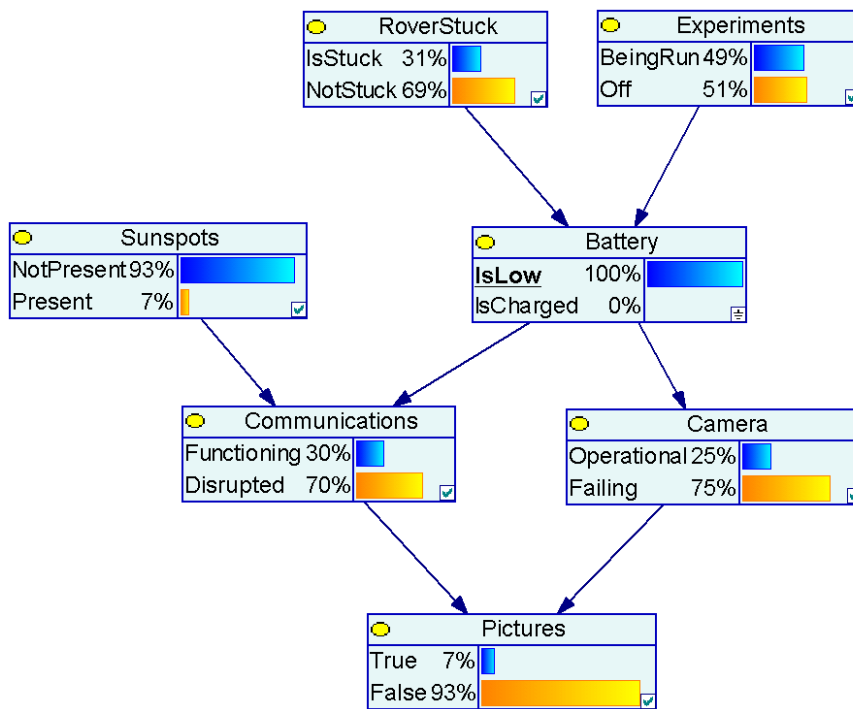 RoverStuck
IsStuck 31%
NotStuck 69%
Experiments
BeingRun 49%
Off 51%
Sunspots
NotPresent 93%
Present 7%
Battery
IsLow 100%
IsCharged 0%
Communications
Functioning 30%
Disrupted 70%
Camera
Operational 25%
Failing 75%
Pictures
True 7%
False 93%